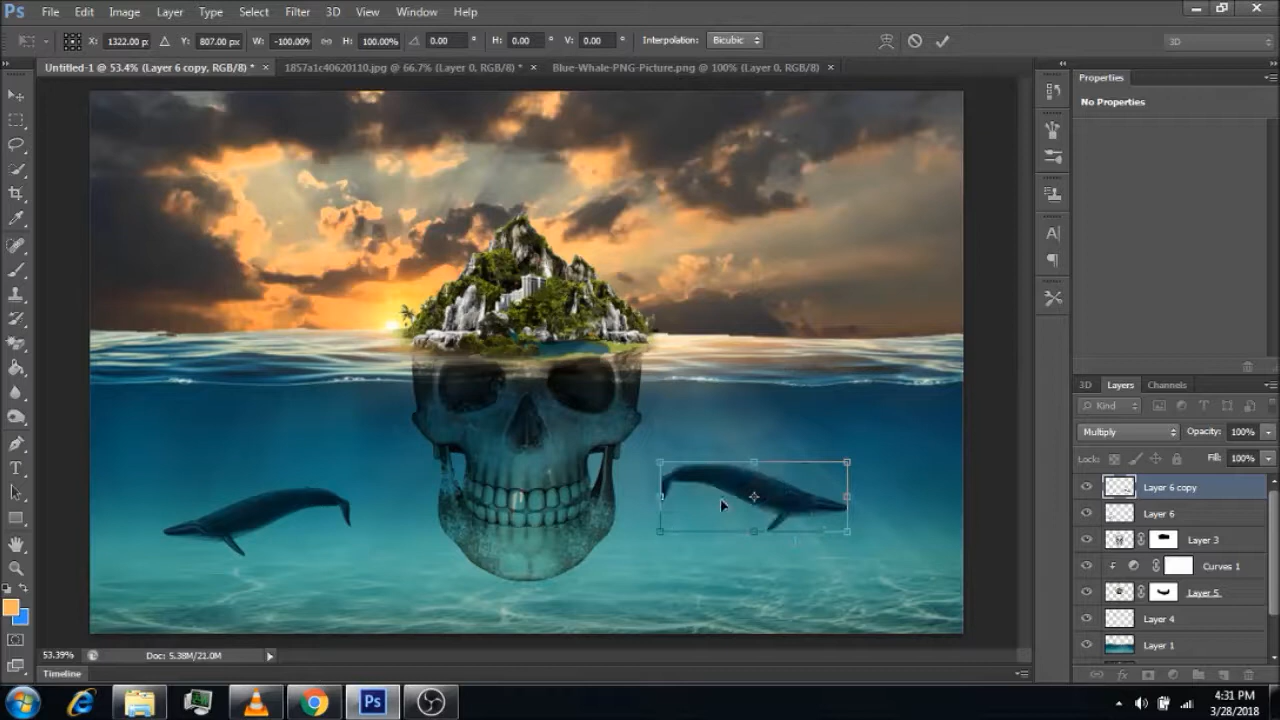 Ps File Edit Image Layer Type Select Filter 3D View Window Help
X: 1322.00 p: Y: 807.00 px W: -100.00% H: 100.00% 0.00 ° H: 0.00 ° V: 0.00 ° Interpolation: Bicubic 3D
Untitled-1 @ 53.4% (Layer 6 copy, RGB/8) * × 1857a1c40620110.jpg @ 66.7% (Layer 0, RGB/8) * × Blue-Whale-PNG-Picture.png @ 100% (Layer 0, RGB/8) ×
Properties
No Properties
3D Layers Channels
Kind
Multiply Opacity: 100%
Lock: Fill: 100%
Layer 6 copy
Layer 6
Layer 3
Curves 1
Layer 5
Layer 4
Layer 1
53.39% Doc: 5.38M/21.0M
Timeline
Ps
4:31 PM
3/28/2018